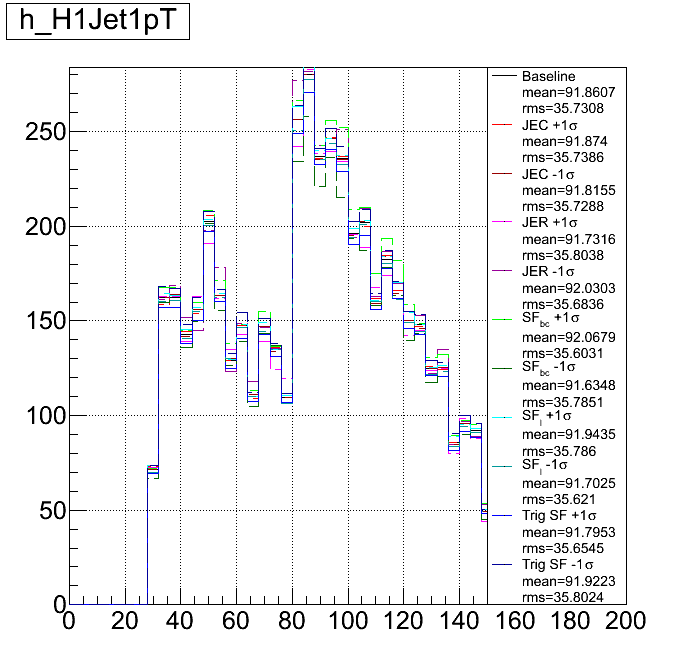 h_H1Jet1pT
Baseline
mean=91.8607
rms=35.7308
JEC +1σ
mean=91.874
rms=35.7386
JEC -1σ
mean=91.8155
rms=35.7288
JER +1σ
mean=91.7316
rms=35.8038
JER -1σ
mean=92.0303
rms=35.6836
SFbc +1σ
mean=92.0679
rms=35.6031
SFbc -1σ
mean=91.6348
rms=35.7851
SFl +1σ
mean=91.9435
rms=35.786
SFl -1σ
mean=91.7025
rms=35.621
Trig SF +1σ
mean=91.7953
rms=35.6545
Trig SF -1σ
mean=91.9223
rms=35.8024
250
200
150
100
50
0
0 20 40 60 80 100 120 140 160 180 200